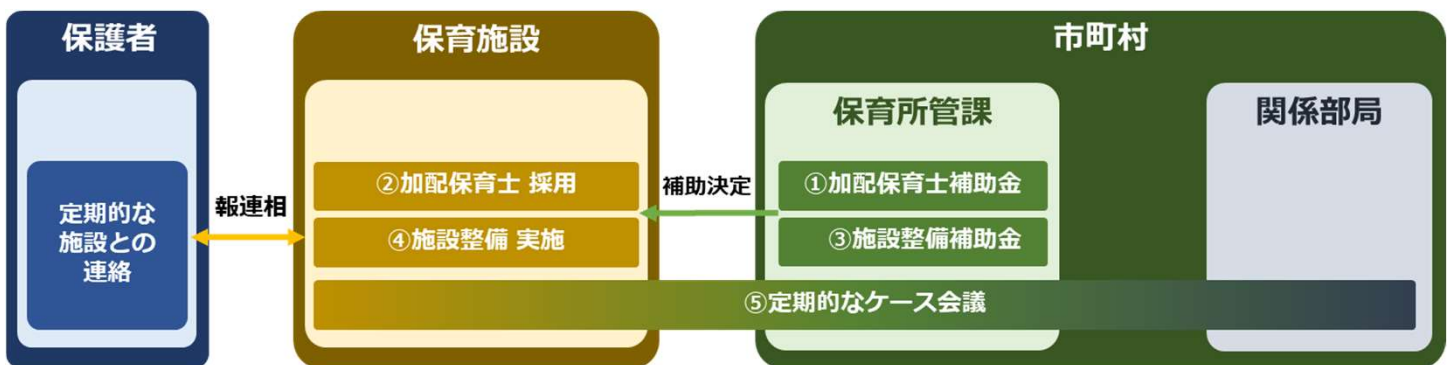 保護者
定期的な
施設との
連絡
報連相
保育施設
②加配保育士 採用
④施設整備 実施
補助決定
市町村
保育所管課
①加配保育士補助金
③施設整備補助金
関係部局
⑤定期的なケース会議